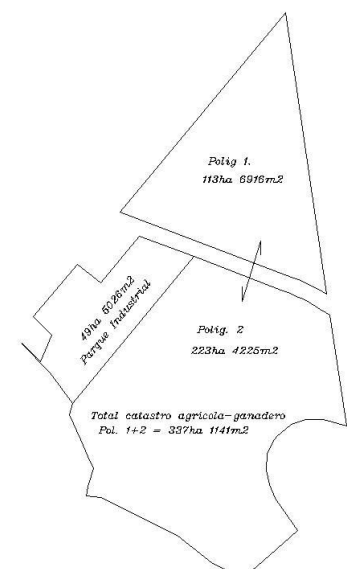 Polig 1.
113ha 6916m2
49ha 5026m2
Parque Industrial
Polig. 2
223ha 4225m2
Total catastro agricola-ganadero
Pol. 1+2 = 337ha 1141m2